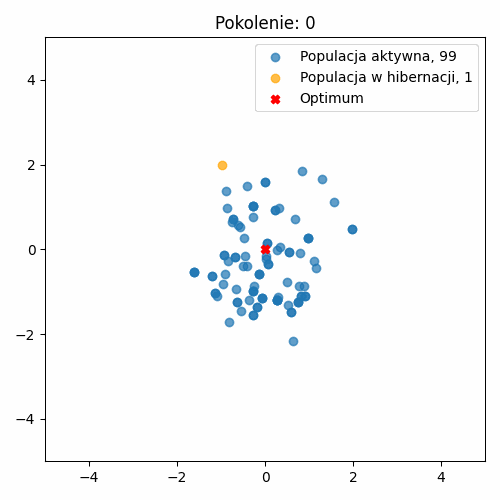 Pokolenie: 0
Populacja aktywna, 99
Populacja w hibernacji, 1
Optimum
4
2
0
−2
−4
−4 −2 0 2 4